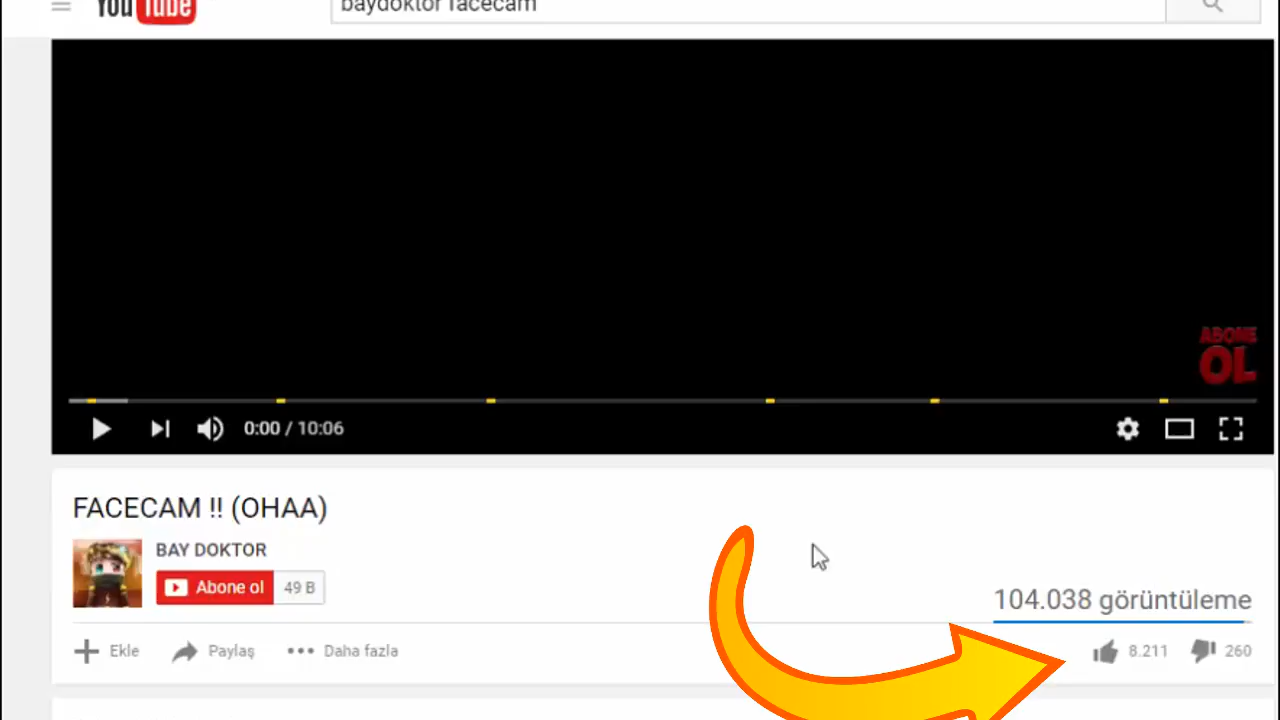 YouTube
baydoktor facecam
ABONE
OL
0:00 / 10:06
FACECAM !! (OHAA)
BAY DOKTOR
Abone ol 49 B
104.038 görüntüleme
Ekle Paylaş Daha fazla 8.211 260